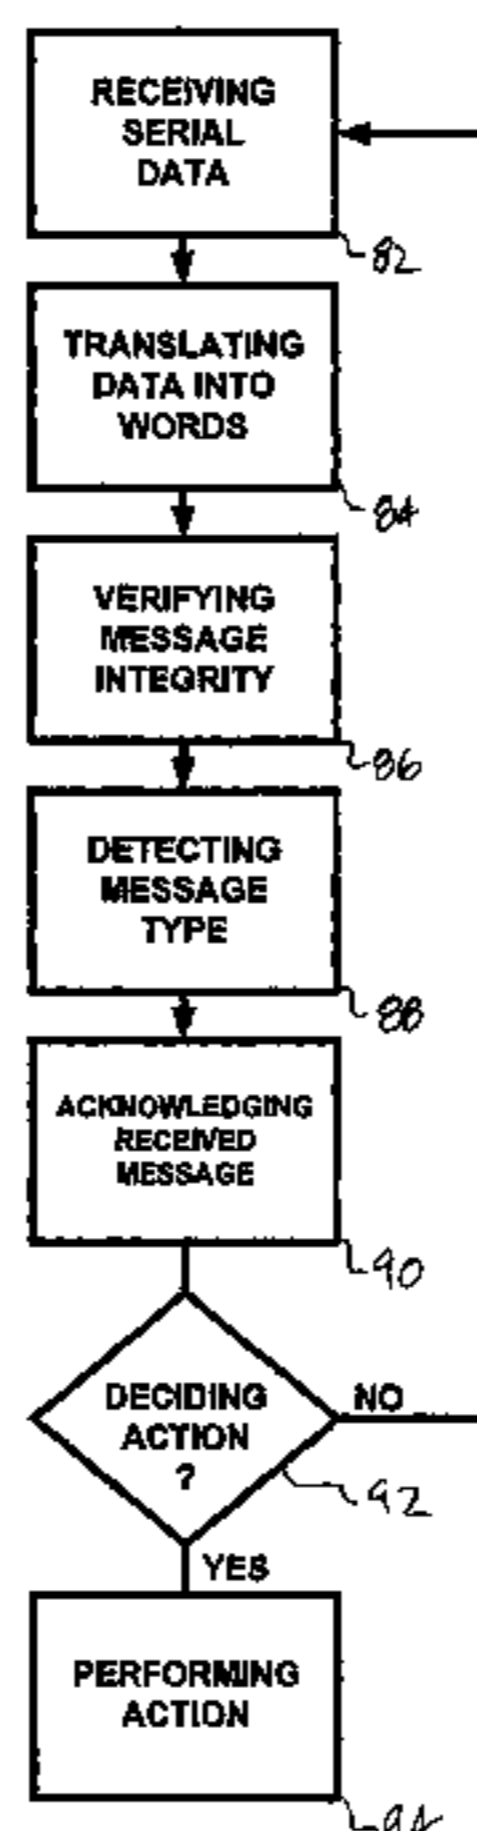 RECEIVING
SERIAL
DATA
82
TRANSLATING
DATA INTO
WORDS
84
VERIFYING
MESSAGE
INTEGRITY
86
DETECTING
MESSAGE
TYPE
88
ACKNOWLEDGING
RECEIVED
MESSAGE
90
DECIDING
ACTION
?
NO
92
YES
PERFORMING
ACTION
94